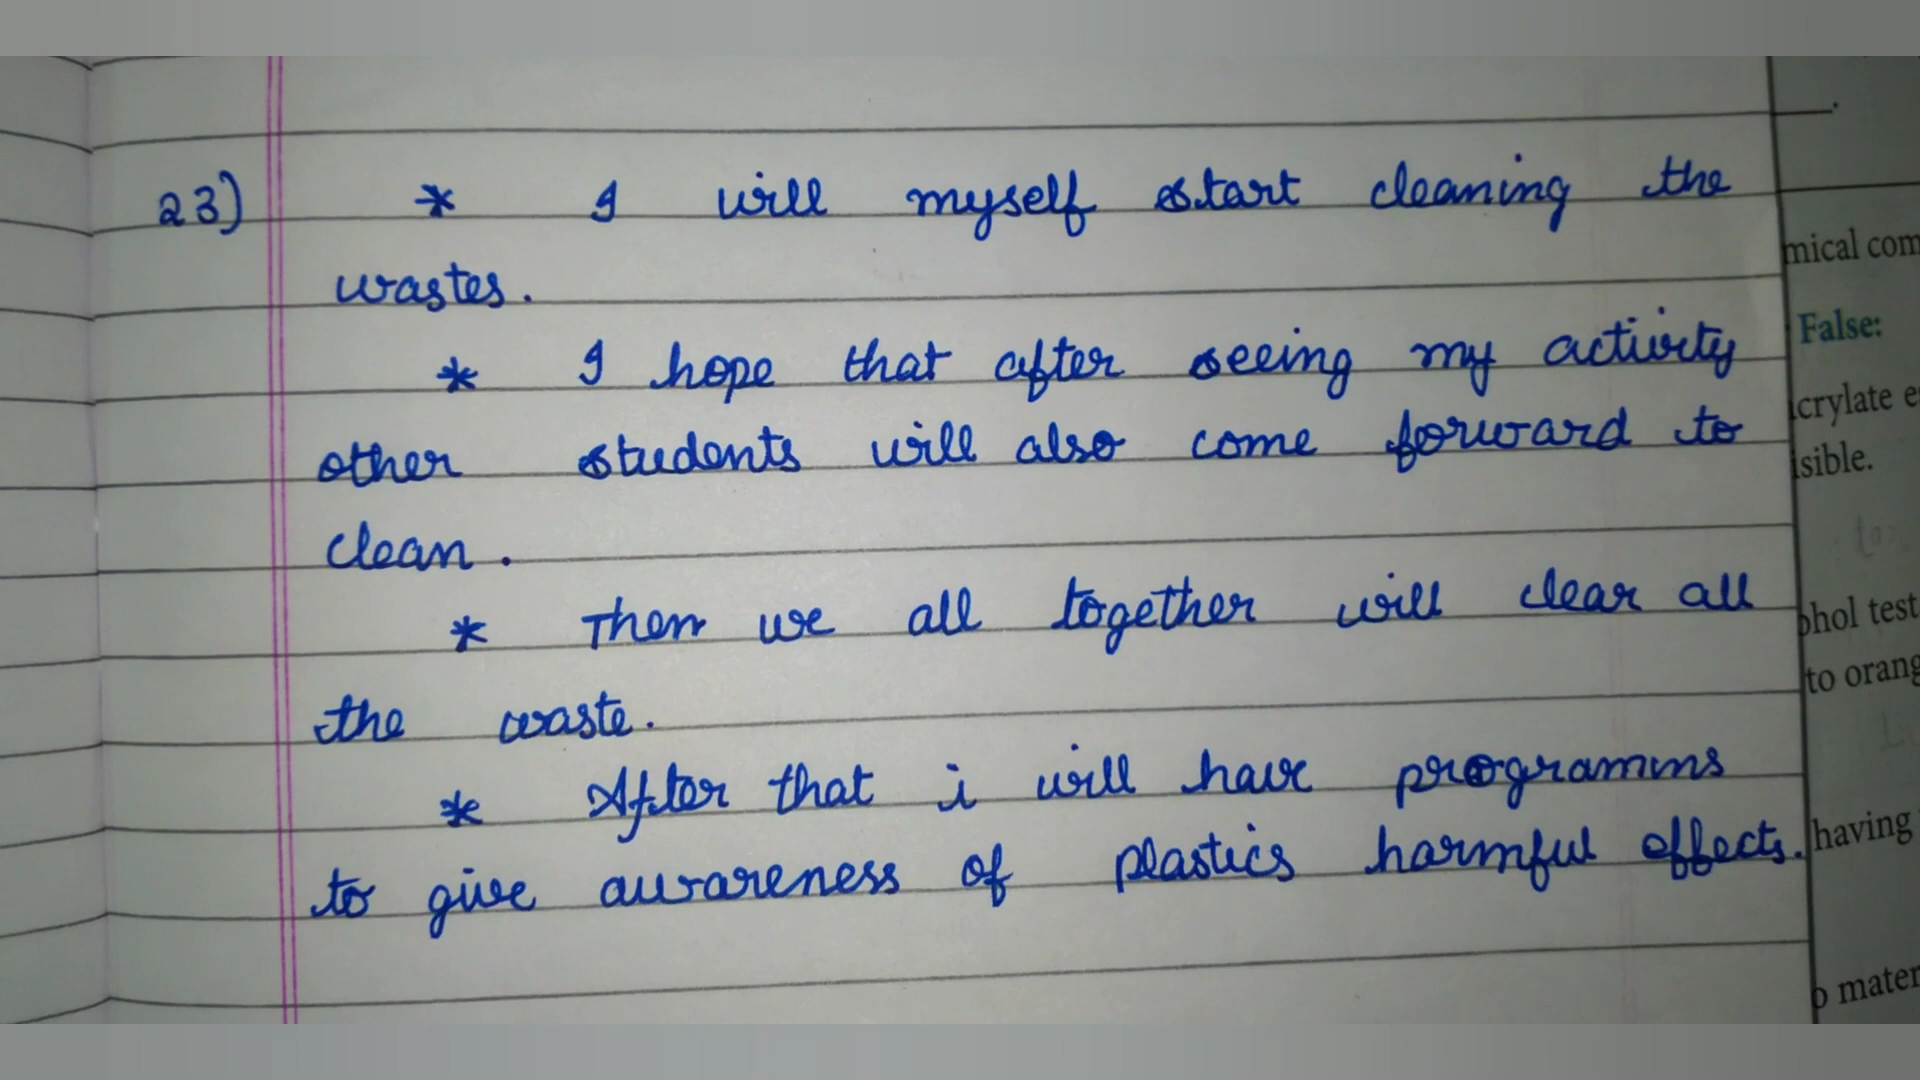 23) * I will myself start cleaning the
wastes.
* I hope that after seeing my activity
other students will also come forward to
clean.
* Then we all together will clear all
the waste.
* After that i will have programms
to give awareness of plastics harmful effects.
mical com
False:
crylate e
sible.
ohol test
to orang
having
o mater